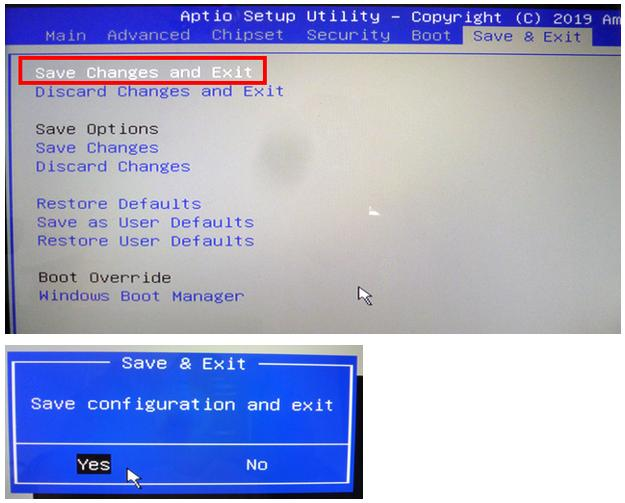 Aptio Setup Utility – Copyright (C) 2019 Am
Main Advanced Chipset Security Boot Save & Exit
Save Changes and Exit
Discard Changes and Exit
Save Options
Save Changes
Discard Changes
Restore Defaults
Save as User Defaults
Restore User Defaults
Boot Override
Windows Boot Manager
Save & Exit
Save configuration and exit
Yes No